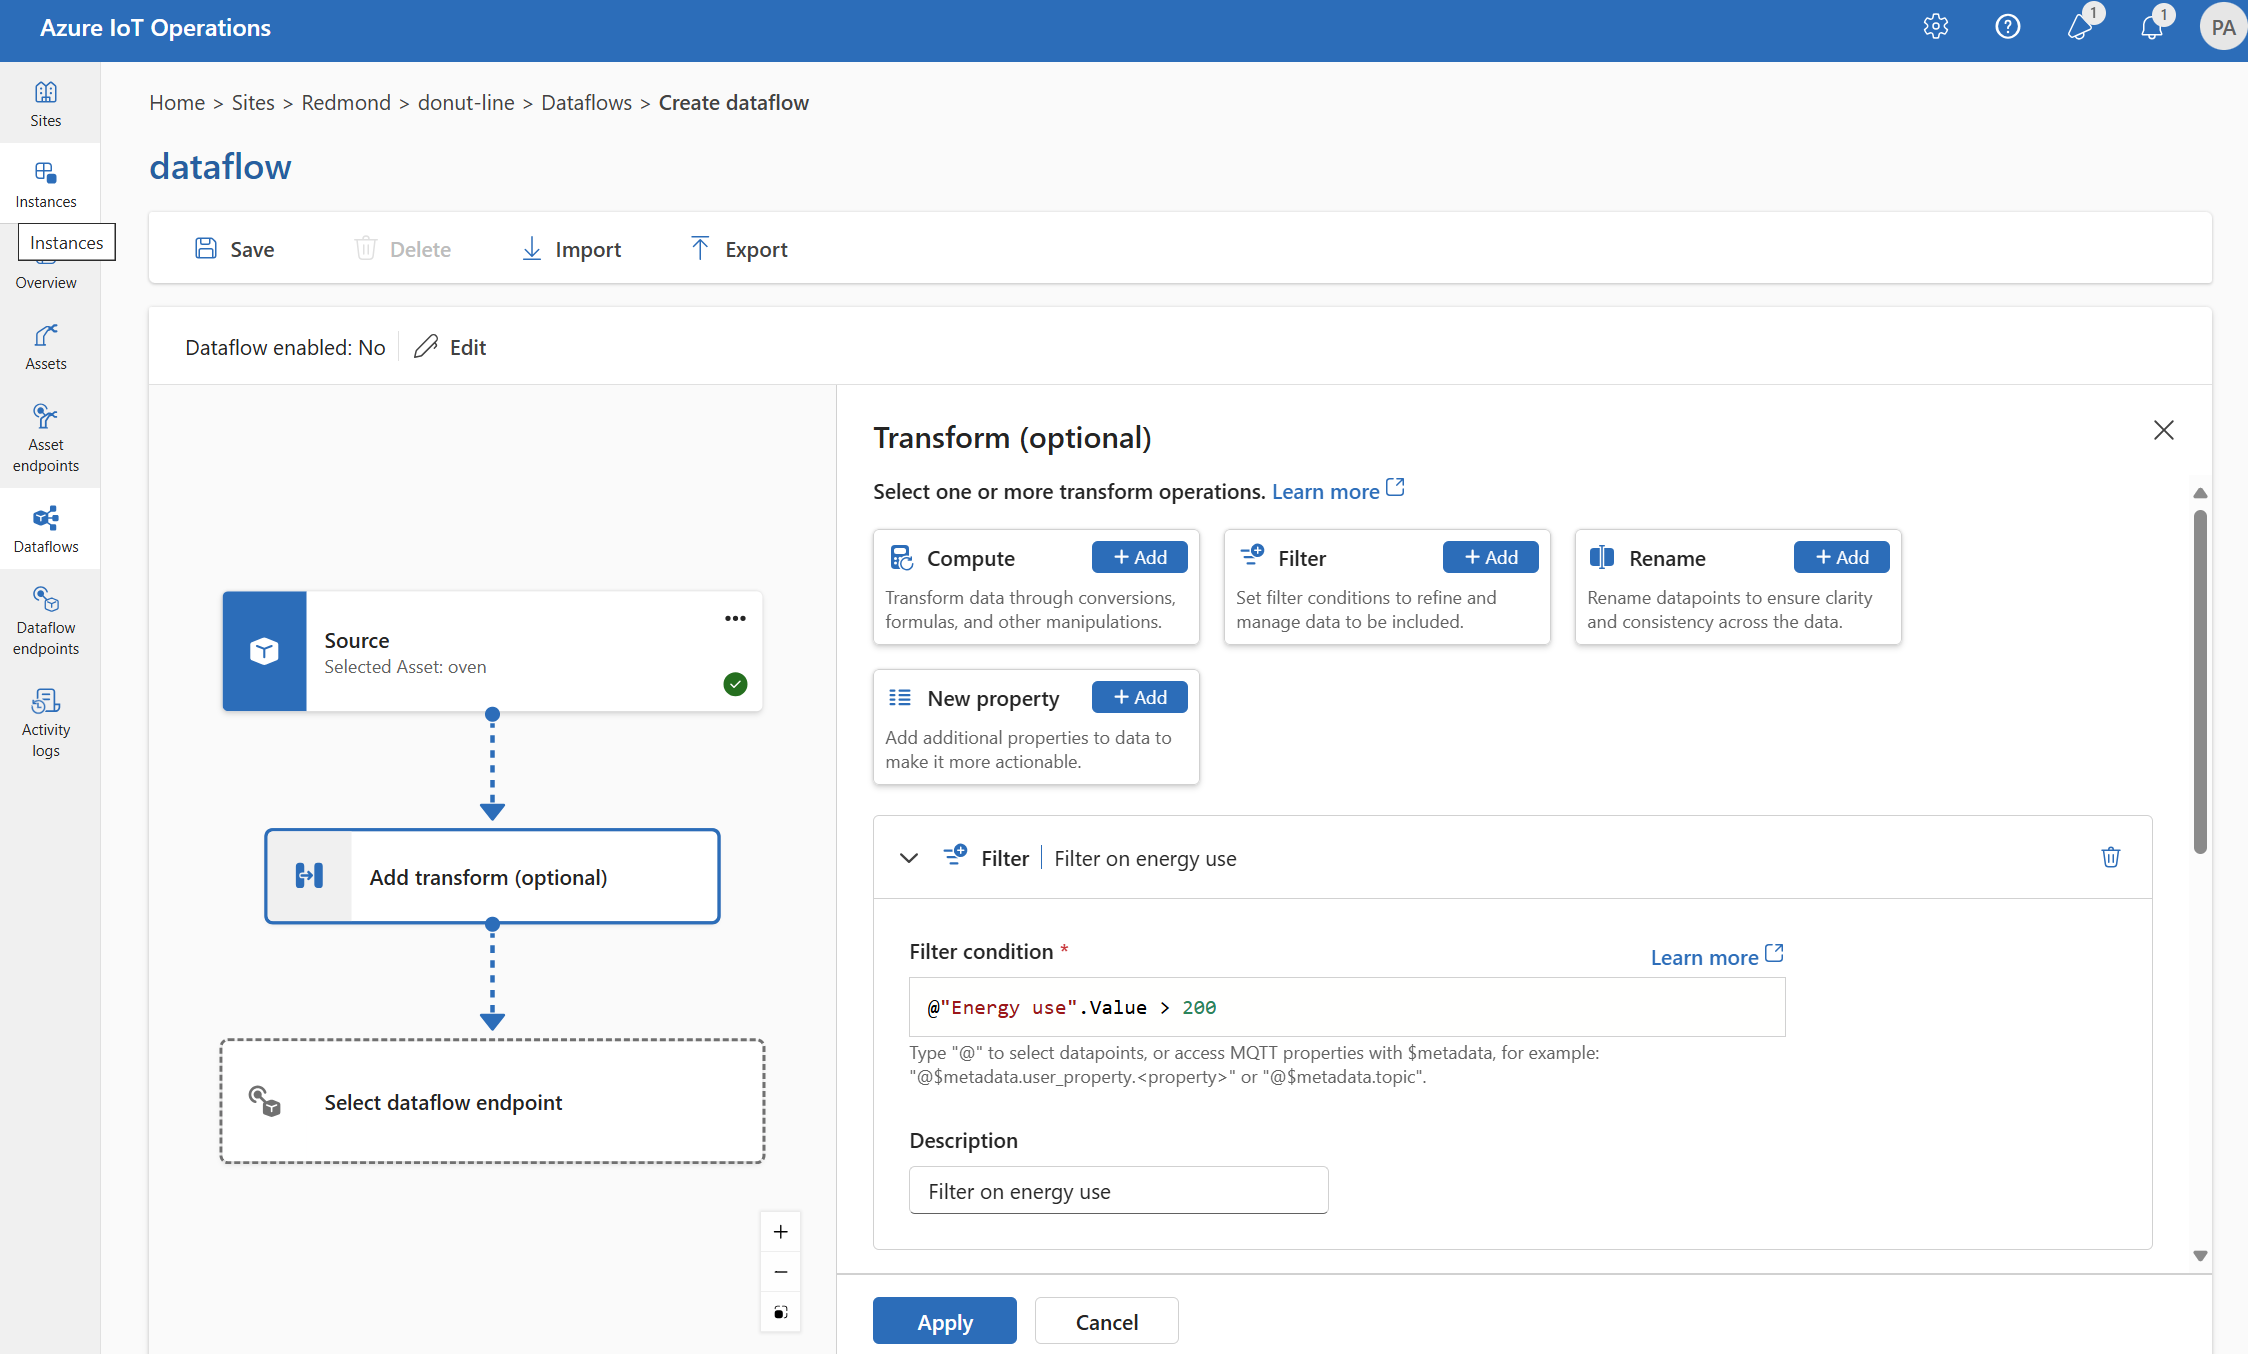 Azure IoT Operations
1
1
PA
Sites
Instances
Instances
Overview
Assets
Asset
endpoints
Dataflows
Dataflow
endpoints
Activity
logs
Home > Sites > Redmond > donut-line > Dataflows > Create dataflow
dataflow
Save
Delete
Import
Export
Dataflow enabled: No
Edit
Source
Selected Asset: oven
Add transform (optional)
Select dataflow endpoint
Transform (optional)
Select one or more transform operations. Learn more
Compute
+ Add
Transform data through conversions,
formulas, and other manipulations.
Filter
+ Add
Set filter conditions to refine and
manage data to be included.
Rename
+ Add
Rename datapoints to ensure clarity
and consistency across the data.
New property
+ Add
Add additional properties to data to
make it more actionable.
Filter | Filter on energy use
Filter condition *
Learn more
@"Energy use".Value > 200
Type "@" to select datapoints, or access MQTT properties with $metadata, for example:
"@$metadata.user_property.<property>" or "@$metadata.topic".
Description
Filter on energy use
Apply
Cancel